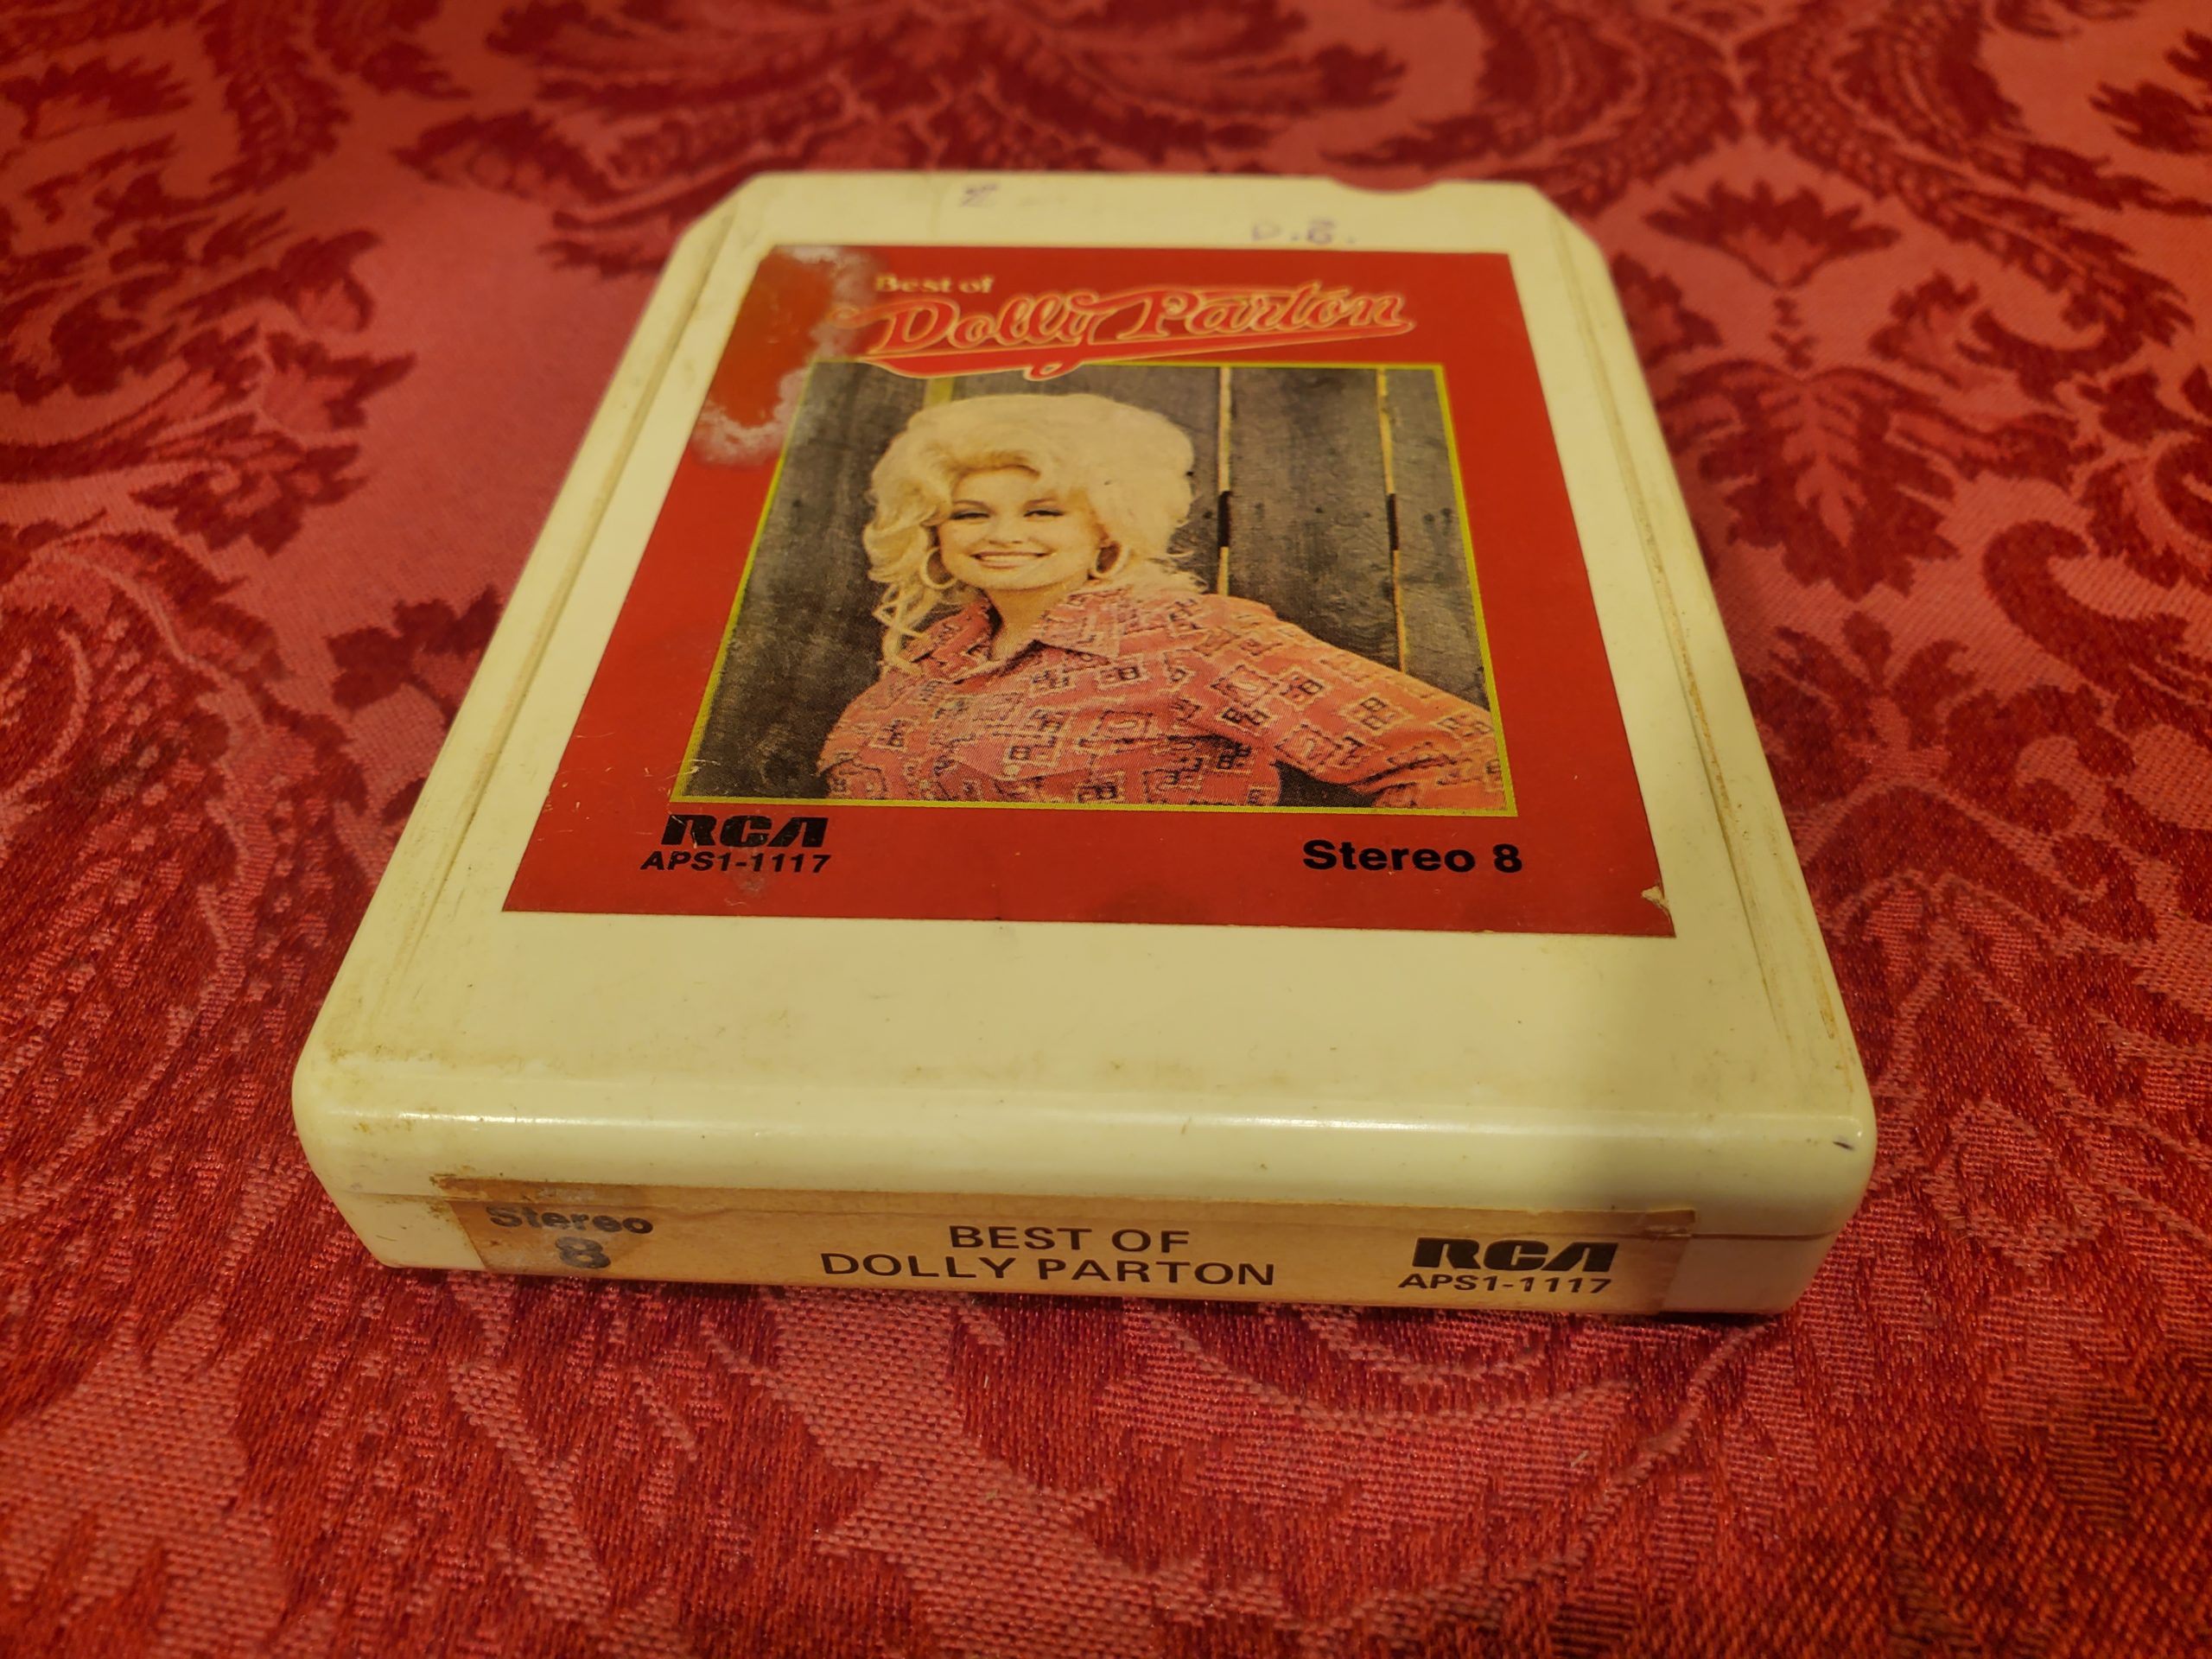 Best of
Dolly Parton
RCA
APS1-1117
Stereo 8
Stereo
8
BEST OF
DOLLY PARTON
RCA
APS1-1117